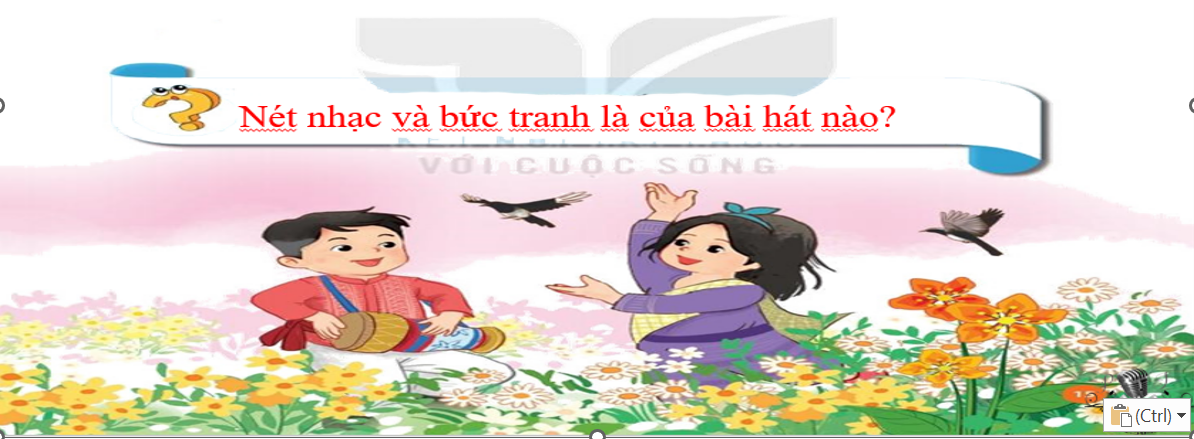 Nét nhạc và bức tranh là của bài hát nào?
VỚI CUỘC SỐNG
(Ctrl)